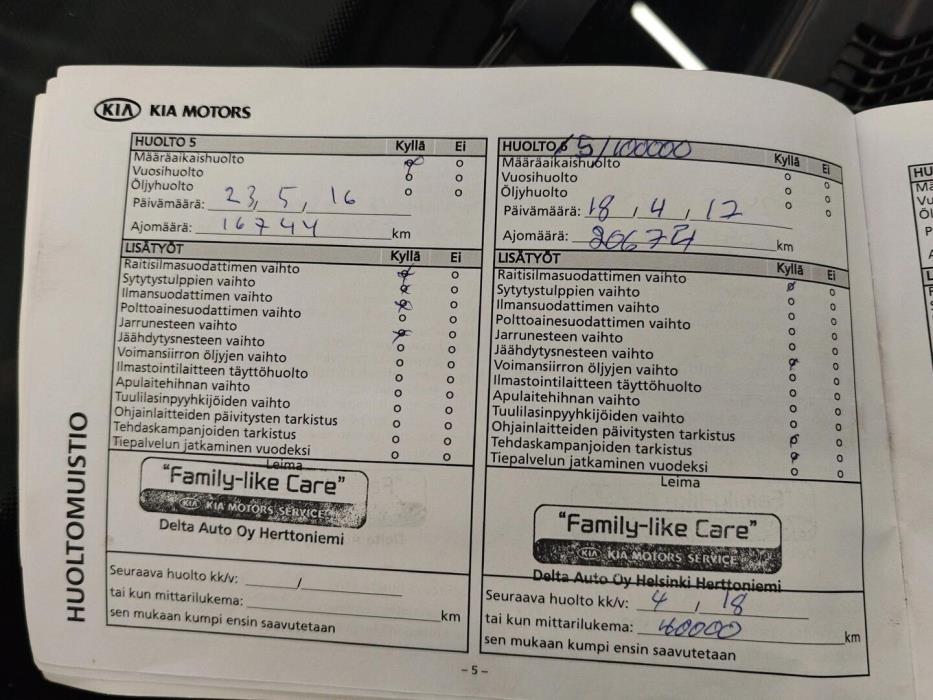 KIA KIA MOTORS
HUOLTO 5 Kyllä Ei
Määräaikaishuolto
Vuosihuolto
Öljyhuolto
Päivämäärä: 23, 5, 16
Ajomäärä: 16744 km
LISÄTYÖT Kyllä Ei
Raitisilmasuodattimen vaihto
Sytytystulppien vaihto
Ilmansuodattimen vaihto
Polttoainesuodattimen vaihto
Jarrunesteen vaihto
Jäähdytysnesteen vaihto
Voimansiirron öljyjen vaihto
Ilmastointilaitteen täyttöhuolto
Apulaitehihnan vaihto
Tuulilasinpyyhkijöiden vaihto
Ohjainlaitteiden päivitysten tarkistus
Tehdaskampanjoiden tarkistus
Tiepalvelun jatkaminen vuodeksi
Leima
"Family-like Care"
KIA KIA MOTORS SERVICE
Delta Auto Oy Herttoniemi
Seuraava huolto kk/v: /
tai kun mittarilukema: km
sen mukaan kumpi ensin saavutetaan
HUOLTO 6 5/100000 Kyllä Ei
Määräaikaishuolto
Vuosihuolto
Öljyhuolto
Päivämäärä: 18, 4, 17
Ajomäärä: km
LISÄTYÖT Kyllä Ei
Raitisilmasuodattimen vaihto
Sytytystulppien vaihto
Ilmansuodattimen vaihto
Polttoainesuodattimen vaihto
Jarrunesteen vaihto
Jäähdytysnesteen vaihto
Voimansiirron öljyjen vaihto
Ilmastointilaitteen täyttöhuolto
Apulaitehihnan vaihto
Tuulilasinpyyhkijöiden vaihto
Ohjainlaitteiden päivitysten tarkistus
Tehdaskampanjoiden tarkistus
Tiepalvelun jatkaminen vuodeksi
Leima
"Family-like Care"
KIA KIA MOTORS SERVICE
Delta Auto Oy Helsinki Herttoniemi
Seuraava huolto kk/v: 4, 18
tai kun mittarilukema: 40000 km
sen mukaan kumpi ensin saavutetaan
HUOLTOMUISTIO
- 5 -